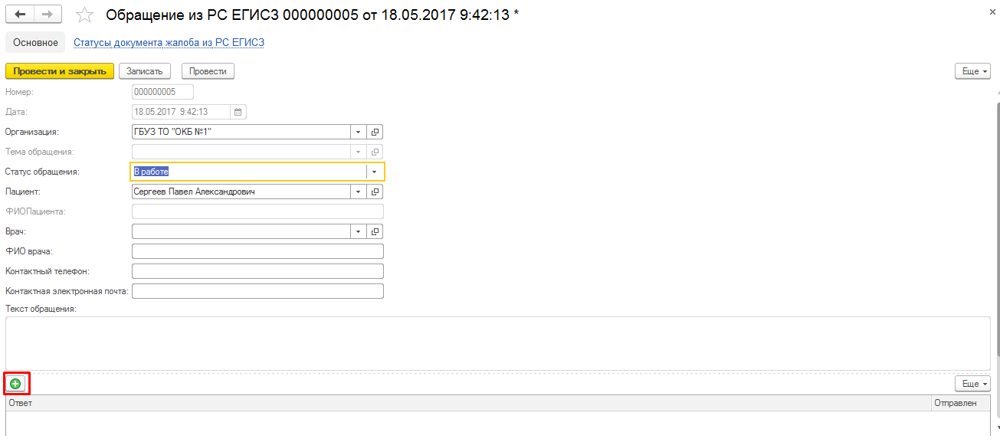 Обращение из РС ЕГИСЗ 000000005 от 18.05.2017 9:42:13 *
Основное Статусы документа жалоба из РС ЕГИСЗ
Провести и закрыть Записать Провести Еще
Номер: 000000005
Дата: 18.05.2017 9:42:13
Организация: ГБУЗ ТО "ОКБ №1"
Тема обращения:
Статус обращения: В работе
Пациент: Сергеев Павел Александрович
ФИОПациента:
Врач:
ФИО врача:
Контактный телефон:
Контактная электронная почта:
Текст обращения:
Еще
Ответ Отправлен